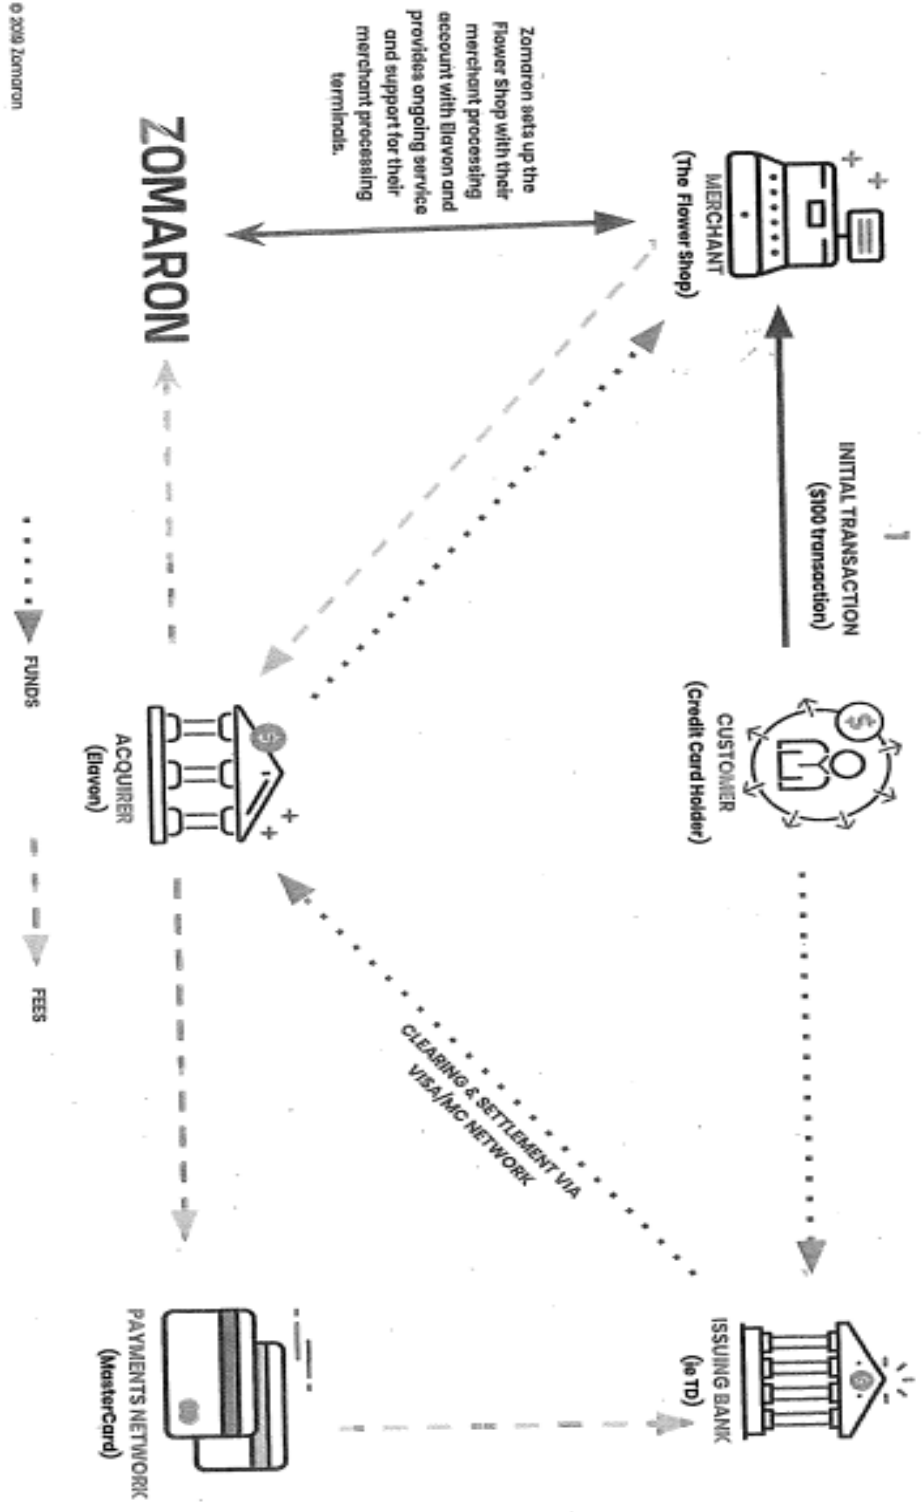 MERCHANT
(The Flower Shop)
INITIAL TRANSACTION
($100 transaction)
CUSTOMER
(Credit Card Holder)
ISSUING BANK
(ie TD)
Zomaron sets up the
Flower Shop with their
merchant processing
account with Elavon and
provides ongoing service
and support for their
merchant processing
terminals.
CLEARING & SETTLEMENT VIA
VISA/MC NETWORK
ZOMARON
ACQUIRER
(Elavon)
PAYMENTS NETWORK
(MasterCard)
FUNDS
FEES
© 2019 Zomaron